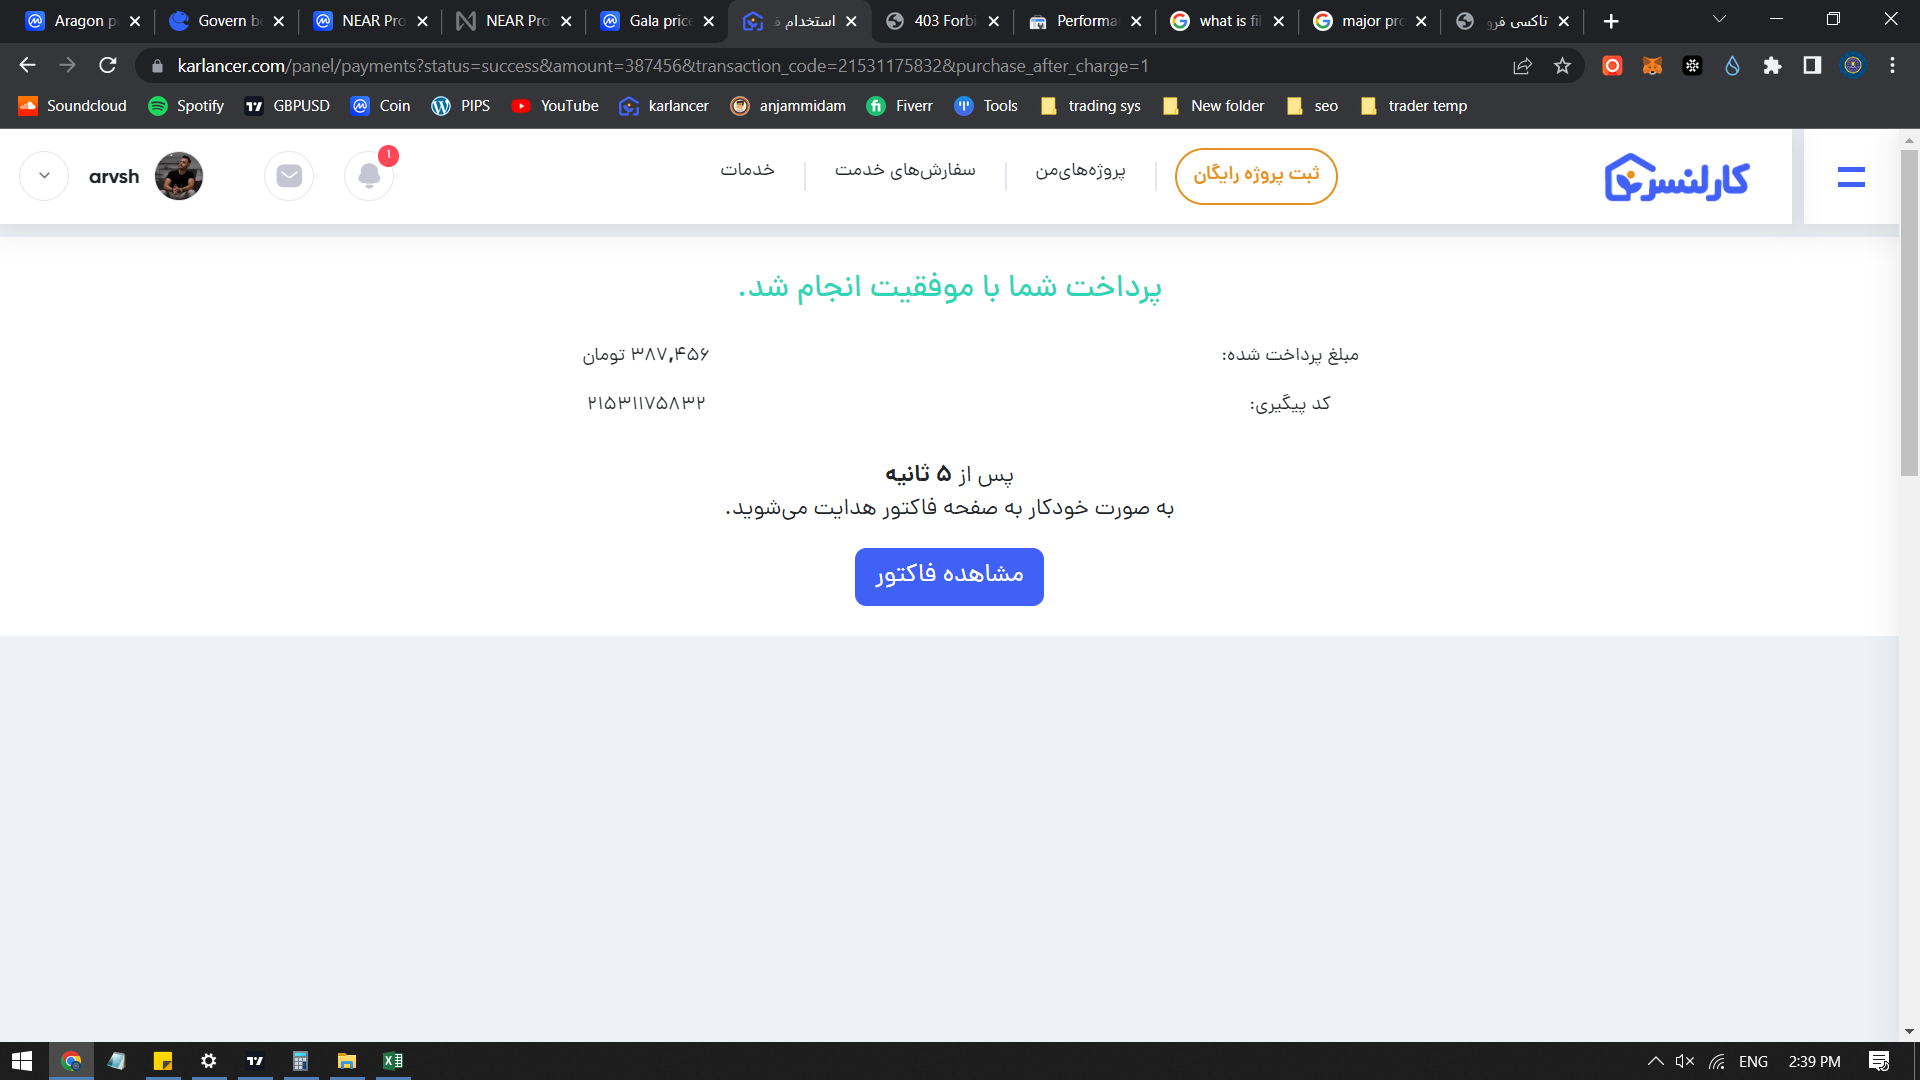 Aragon p
Govern b
NEAR Pro
NEAR Pro
Gala price
استخدام ف
403 Forbi
Performa
what is fil
major pro
تاکسی فرو
karlancer.com/panel/payments?status=success&amount=387456&transaction_code=21531175832&purchase_after_charge=1
Soundcloud
Spotify
GBPUSD
Coin
PIPS
YouTube
karlancer
anjammidam
Fiverr
Tools
trading sys
New folder
seo
trader temp
کارلنسر
ثبت پروژه رایگان
پروژه‌های‌من
سفارش‌های خدمت
خدمات
۱
arvsh
پرداخت شما با موفقیت انجام شد.
مبلغ پرداخت شده: ۳۸۷,۴۵۶ تومان
کد پیگیری: ۲۱۵۳۱۱۷۵۸۳۲
پس از ۵ ثانیه
به صورت خودکار به صفحه فاکتور هدایت می‌شوید.
مشاهده فاکتور
ENG
2:39 PM